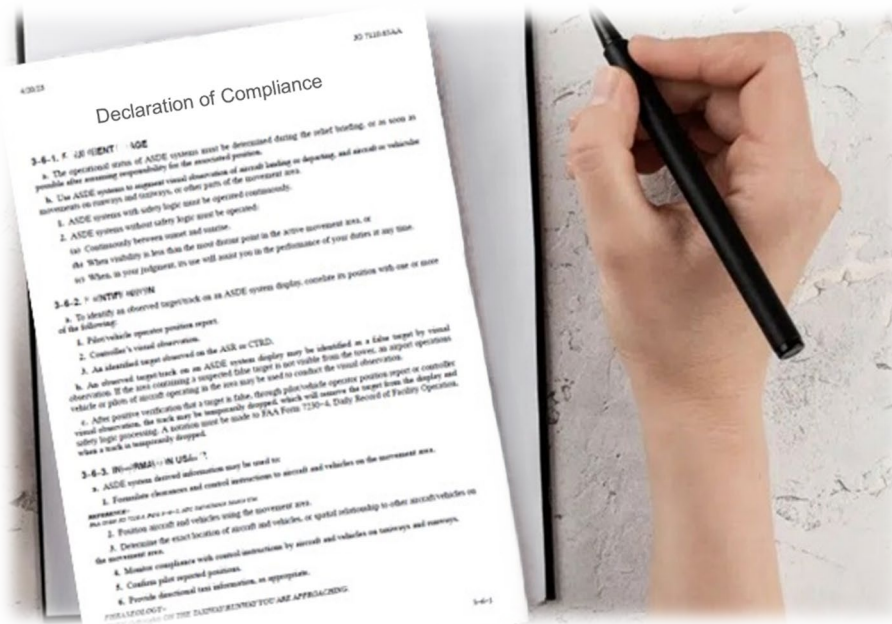 4/20/23
JO 7110.65AA
Declaration of Compliance
3-6-1.
a. The operational status of ASDE systems must be determined during the relief briefing, or as soon as
possible after assuming responsibility for the associated position.
b. Use ASDE systems to augment visual observation of aircraft landing or departing, and aircraft or vehicular
movements on runways and taxiways, or other parts of the movement area.
1. ASDE systems with safety logic must be operated continuously.
2. ASDE systems without safety logic must be operated:
(a) Continuously between sunset and sunrise.
(b) When visibility is less than the most distant point in the active movement area, or
(c) When, in your judgment, its use will assist you in the performance of your duties at any time.
3-6-2.
a. To identify an observed target/track on an ASDE system display, correlate its position with one or more
of the following:
1. Pilot/vehicle operator position report.
2. Controller's visual observation.
3. An identified target observed on the ASR or CTRD.
b. An observed target/track on an ASDE system display may be identified as a false target by visual
observation. If the area containing a suspected false target is not visible from the tower, an airport operations
vehicle or pilots of aircraft operating in the area may be used to conduct the visual observation.
c. After positive verification that a target is false, through pilot/vehicle operator position report or controller
visual observation, the track may be temporarily dropped, which will remove the target from the display and
safety logic processing. A notation must be made to FAA Form 7230-4, Daily Record of Facility Operation,
when a track is temporarily dropped.
3-6-3.
a. ASDE system derived information may be used to:
1. Formulate clearances and control instructions to aircraft and vehicles on the movement area.
REFERENCE-
2. Position aircraft and vehicles using the movement area.
3. Determine the exact location of aircraft and vehicles, or spatial relationship to other aircraft/vehicles on
the movement area.
4. Monitor compliance with control instructions by aircraft and vehicles on taxiways and runways.
5. Confirm pilot reported positions.
6. Provide directional taxi information, as appropriate.
PHRASEOLOGY-
ON THE TAXIWAY/RUNWAY YOU ARE APPROACHING.
3-6-1